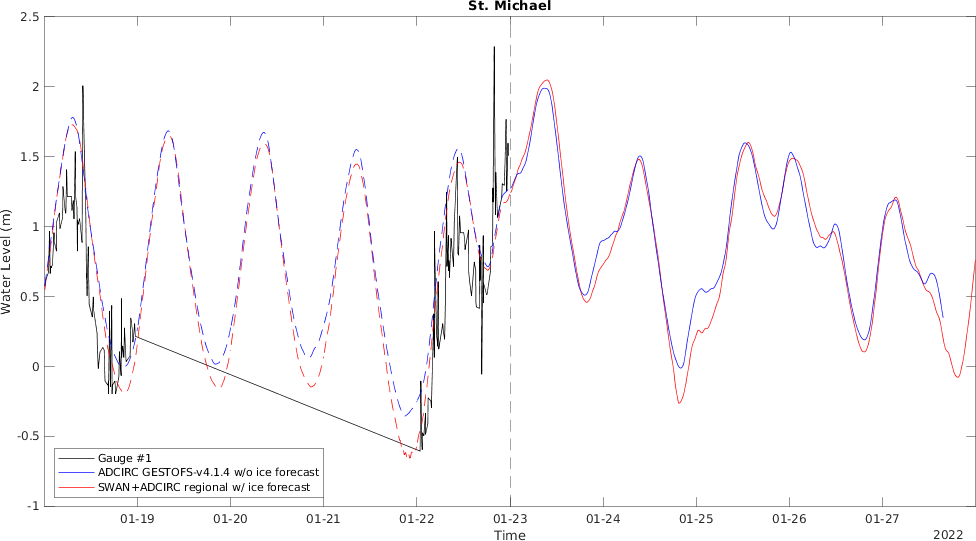 St. Michael
2.5
2
1.5
1
0.5
0
-0.5
-1
Water Level (m)
Gauge #1
ADCIRC GESTOFS-v4.1.4 w/o ice forecast
SWAN+ADCIRC regional w/ ice forecast
01-19 01-20 01-21 01-22 01-23 01-24 01-25 01-26 01-27
Time
2022